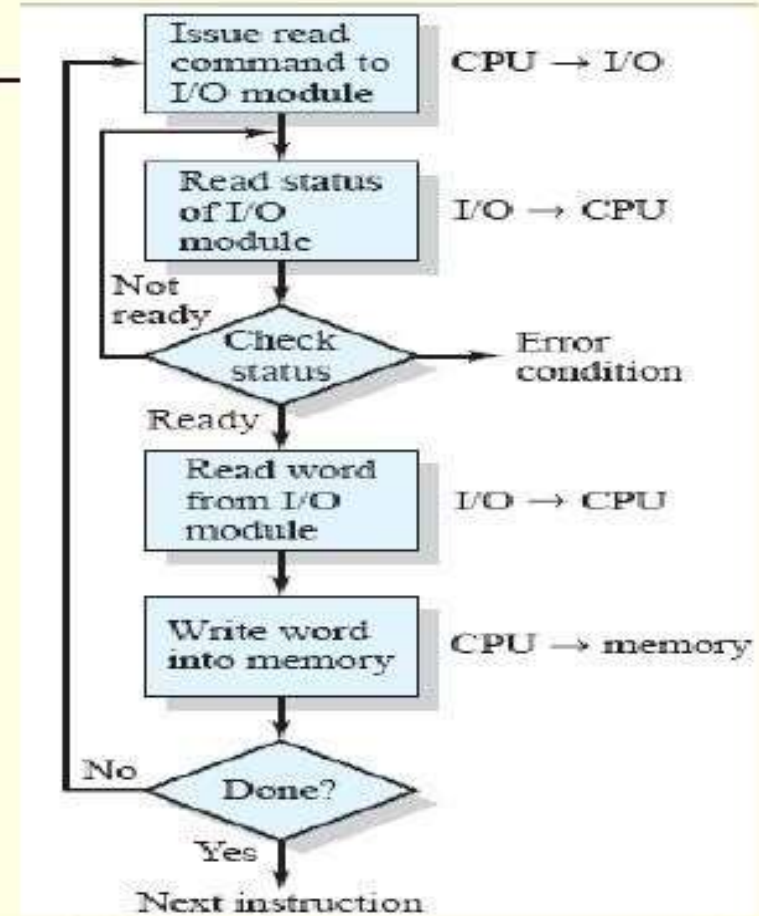 Issue read
command to
I/O module
CPU → I/O
Read status
of I/O
module
I/O → CPU
Not
ready
Check
status
Error
condition
Ready
Read word
from I/O
module
I/O → CPU
Write word
into memory
CPU → memory
No
Done?
Yes
Next instruction